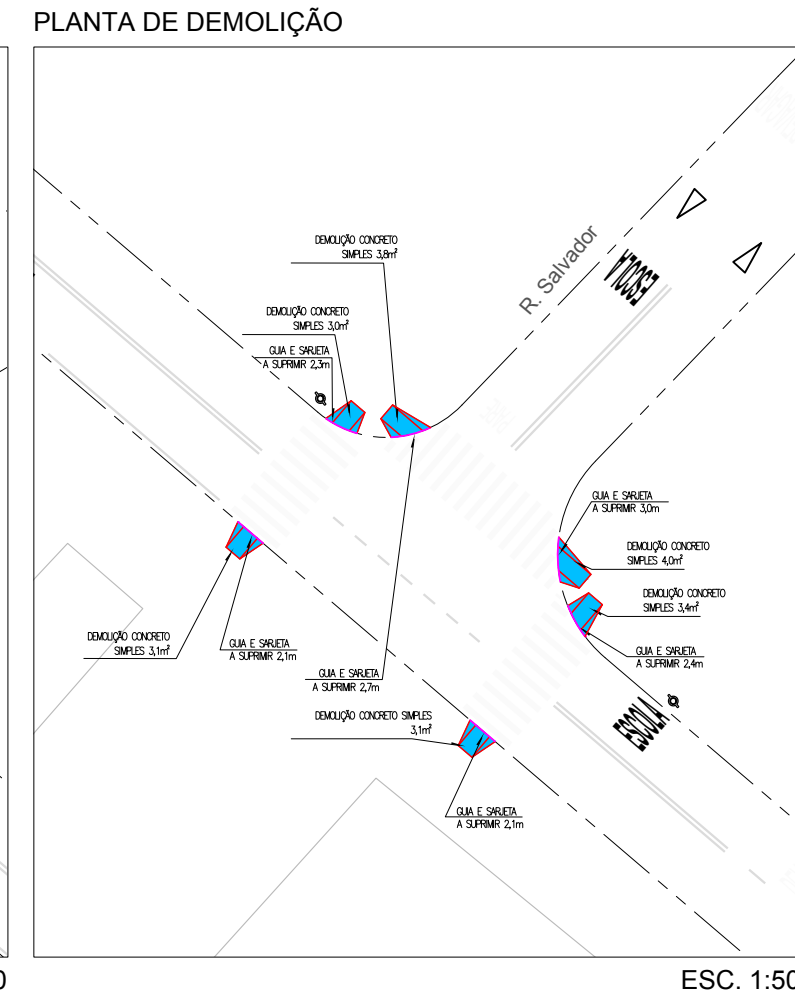 PLANTA DE DEMOLIÇÃO
DEMOLIÇÃO CONCRETO
SIMPLES 3,8m²
R. Salvador
ESCOLA
DEMOLIÇÃO CONCRETO
SIMPLES 3,0m²
GUIA E SARJETA
A SUPRIMIR 2,3m
GUIA E SARJETA
A SUPRIMIR 3,0m
DEMOLIÇÃO CONCRETO
SIMPLES 4,0m²
DEMOLIÇÃO CONCRETO
SIMPLES 3,4m²
DEMOLIÇÃO CONCRETO
SIMPLES 3,1m²
GUIA E SARJETA
A SUPRIMIR 2,1m
GUIA E SARJETA
A SUPRIMIR 2,4m
GUIA E SARJETA
A SUPRIMIR 2,7m
DEMOLIÇÃO CONCRETO SIMPLES
3,1m²
ESCOLA
GUIA E SARJETA
A SUPRIMIR 2,1m
0
ESC. 1:50